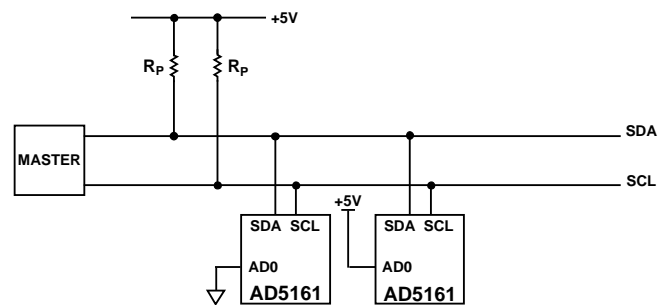 +5V
RP RP
SDA
MASTER
SCL
+5V
SDA SCL SDA SCL
AD0 AD0
AD5161 AD5161